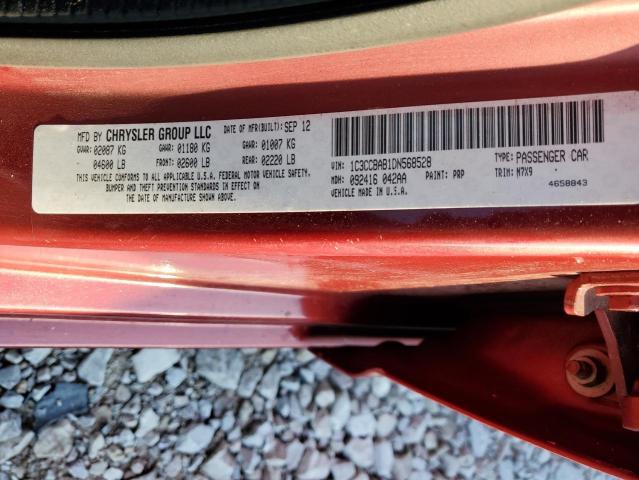 MFD BY CHRYSLER GROUP LLC DATE OF MFR(BUILT): SEP 12
GVWR: 02087 KG GAWR: 01180 KG GAWR: 01007 KG
04600 LB FRONT: 02600 LB REAR: 02220 LB
THIS VEHICLE CONFORMS TO ALL APPLICABLE U.S.A. FEDERAL MOTOR VEHICLE SAFETY,
BUMPER AND THEFT PREVENTION STANDARDS IN EFFECT ON
THE DATE OF MANUFACTURE SHOWN ABOVE.
VIN: 1C3CCBAB1DN568528 TYPE: PASSENGER CAR
MDH: 092416 042AA PAINT: PRP TRIM: M7X9
VEHICLE MADE IN U.S.A. 4658843